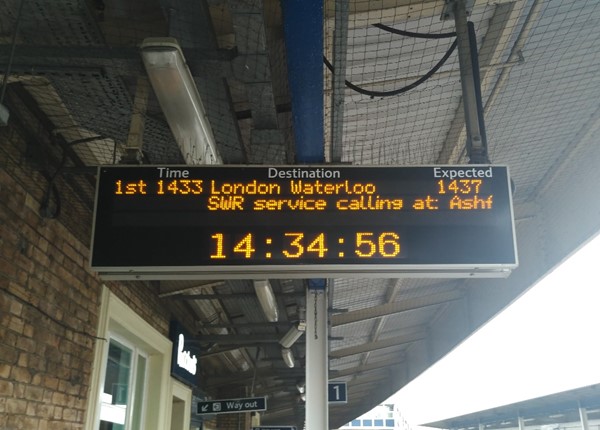 Time Destination Expected
1st 1433 London Waterloo 1437
SWR service calling at: Ashf
14:34:56
1
Way out